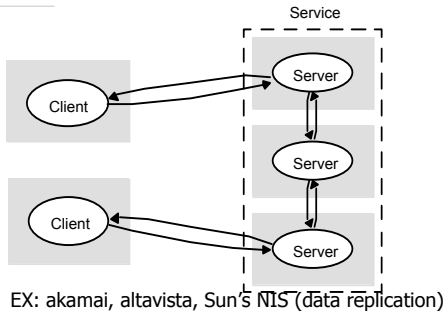 Service
Server
Client
Server
Client
Server
EX: akamai, altavista, Sun's NIS (data replication)